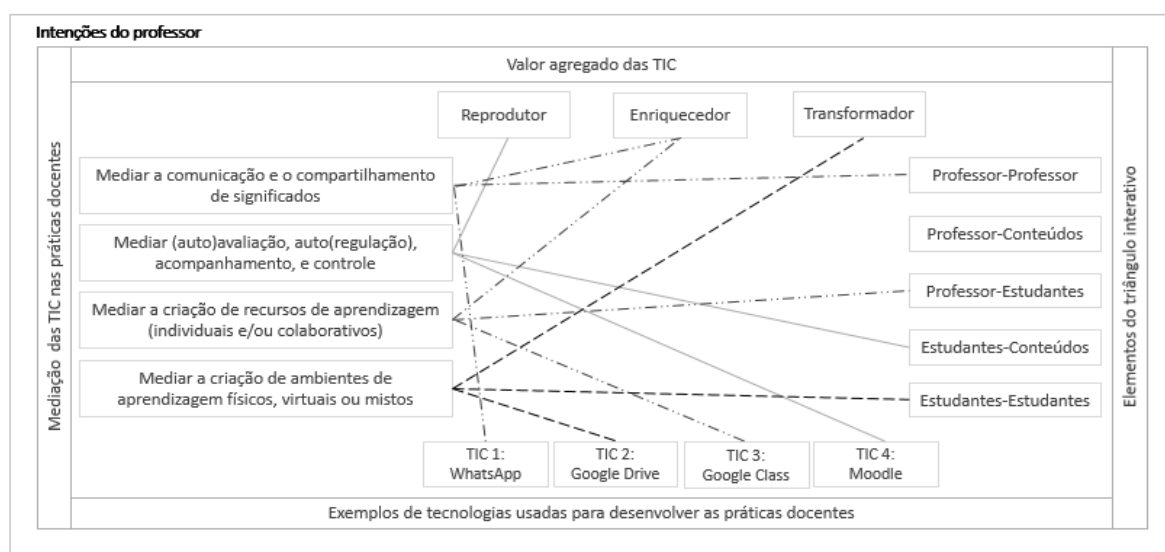 Intenções do professor
Valor agregado das TIC
Mediação das TIC nas práticas docentes
Reprodutor
Enriquecedor
Transformador
Mediar a comunicação e o compartilhamento
de significados
Mediar (auto)avaliação, auto(regulação),
acompanhamento, e controle
Mediar a criação de recursos de aprendizagem
(individuais e/ou colaborativos)
Mediar a criação de ambientes de
aprendizagem físicos, virtuais ou mistos
Professor-Professor
Professor-Conteúdos
Professor-Estudantes
Estudantes-Conteúdos
Estudantes-Estudantes
Elementos do triângulo interativo
TIC 1:
WhatsApp
TIC 2:
Google Drive
TIC 3:
Google Class
TIC 4:
Moodle
Exemplos de tecnologias usadas para desenvolver as práticas docentes